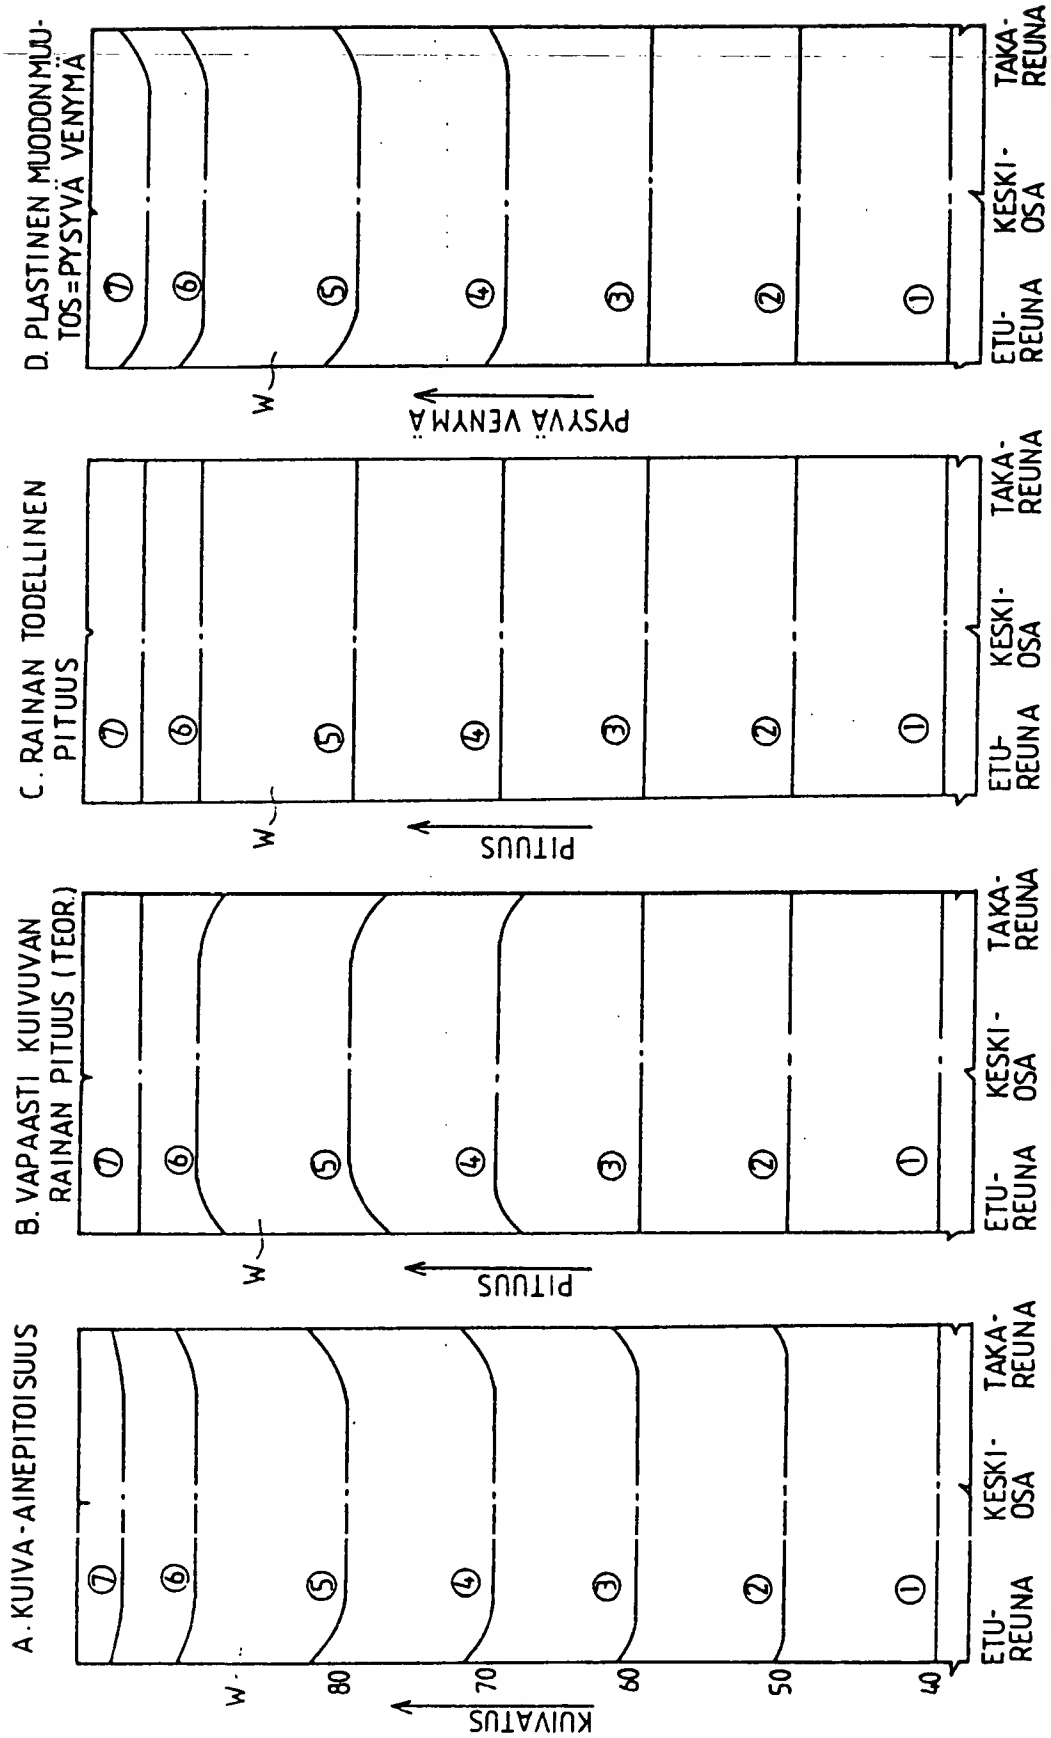 A. KUIVA-AINEPITOISUUS
⑦
⑥
W
⑤
④
③
②
①
80
70
60
50
40
KUIVATUS
ETU-
REUNA
KESKI-
OSA
TAKA-
REUNA
B. VAPAASTI KUIVUVAN
RAINAN PITUUS (TEOR.)
⑦
⑥
W
⑤
④
③
②
①
PITUUS
ETU-
REUNA
KESKI-
OSA
TAKA-
REUNA
C. RAINAN TODELLINEN
PITUUS
⑦
⑥
W
⑤
④
③
②
①
PITUUS
ETU-
REUNA
KESKI-
OSA
TAKA-
REUNA
D. PLASTINEN MUODONMUU-
TOS=PYSYVÄ VENYMÄ
⑦
⑥
W
⑤
④
③
②
①
PYSYVÄ VENYMÄ
ETU-
REUNA
KESKI-
OSA
TAKA-
REUNA